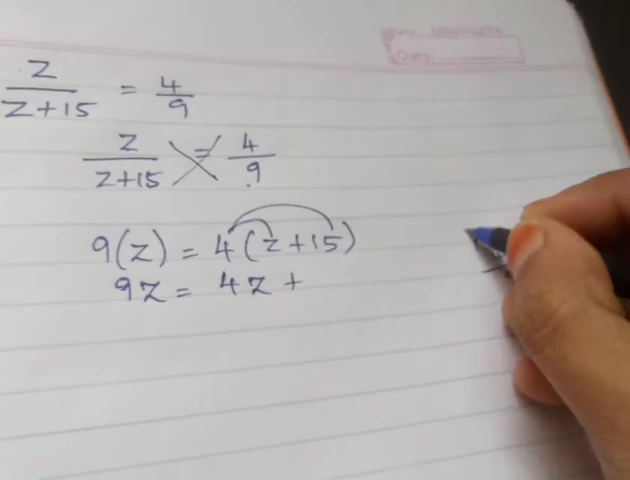 z/(z+15) = 4/9
z/(z+15) = 4/9
9(z) = 4(z+15)
9z = 4z +